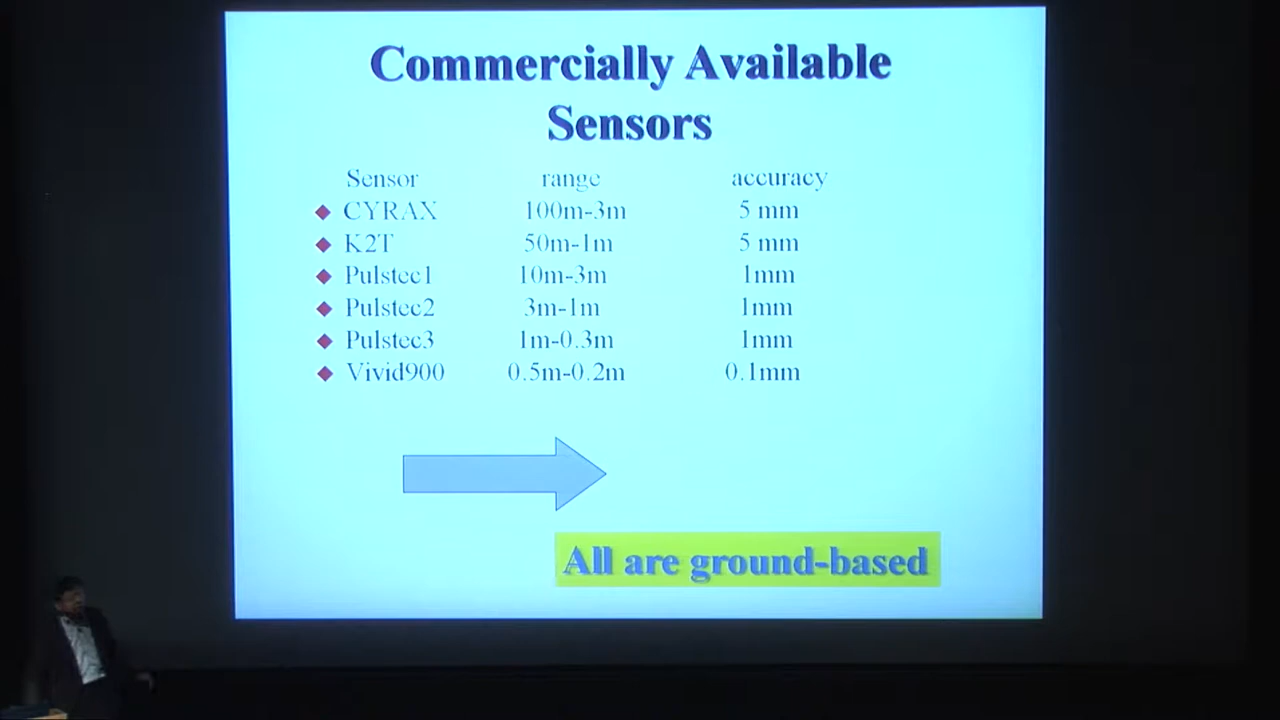 Commercially Available
Sensors
Sensor range accuracy
CYRAX 100m-3m 5 mm
K2T 50m-1m 5 mm
Pulstec1 10m-3m 1mm
Pulstec2 3m-1m 1mm
Pulstec3 1m-0.3m 1mm
Vivid900 0.5m-0.2m 0.1mm
All are ground-based